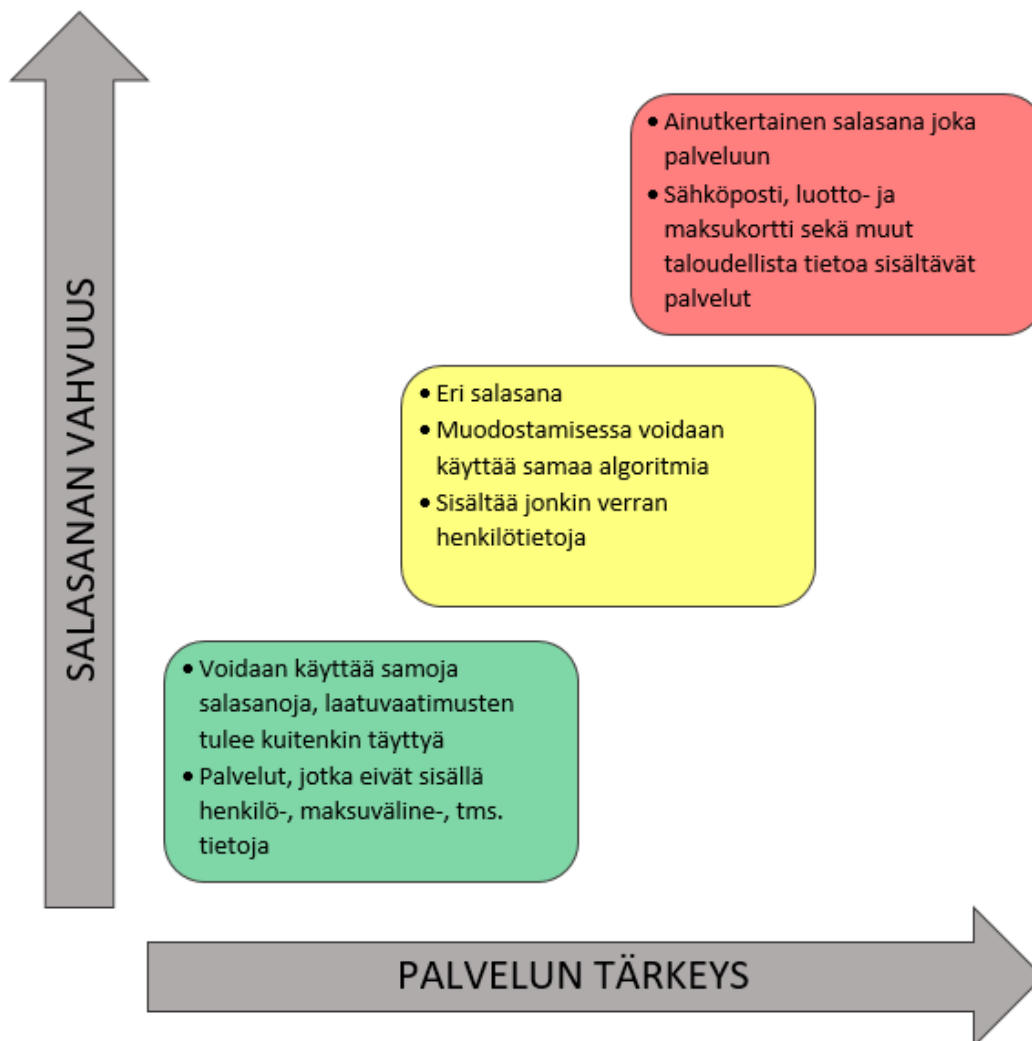 SALASANAN VAHVUUS
• Ainutkertainen salasana joka
palveluun
• Sähköposti, luotto- ja
maksukortti sekä muut
taloudellista tietoa sisältävät
palvelut
• Eri salasana
• Muodostamisessa voidaan
käyttää samaa algoritmia
• Sisältää jonkin verran
henkilötietoja
• Voidaan käyttää samoja
salasanoja, laatuvaatimusten
tulee kuitenkin täyttyä
• Palvelut, jotka eivät sisällä
henkilö-, maksuväline-, tms.
tietoja
PALVELUN TÄRKEYS